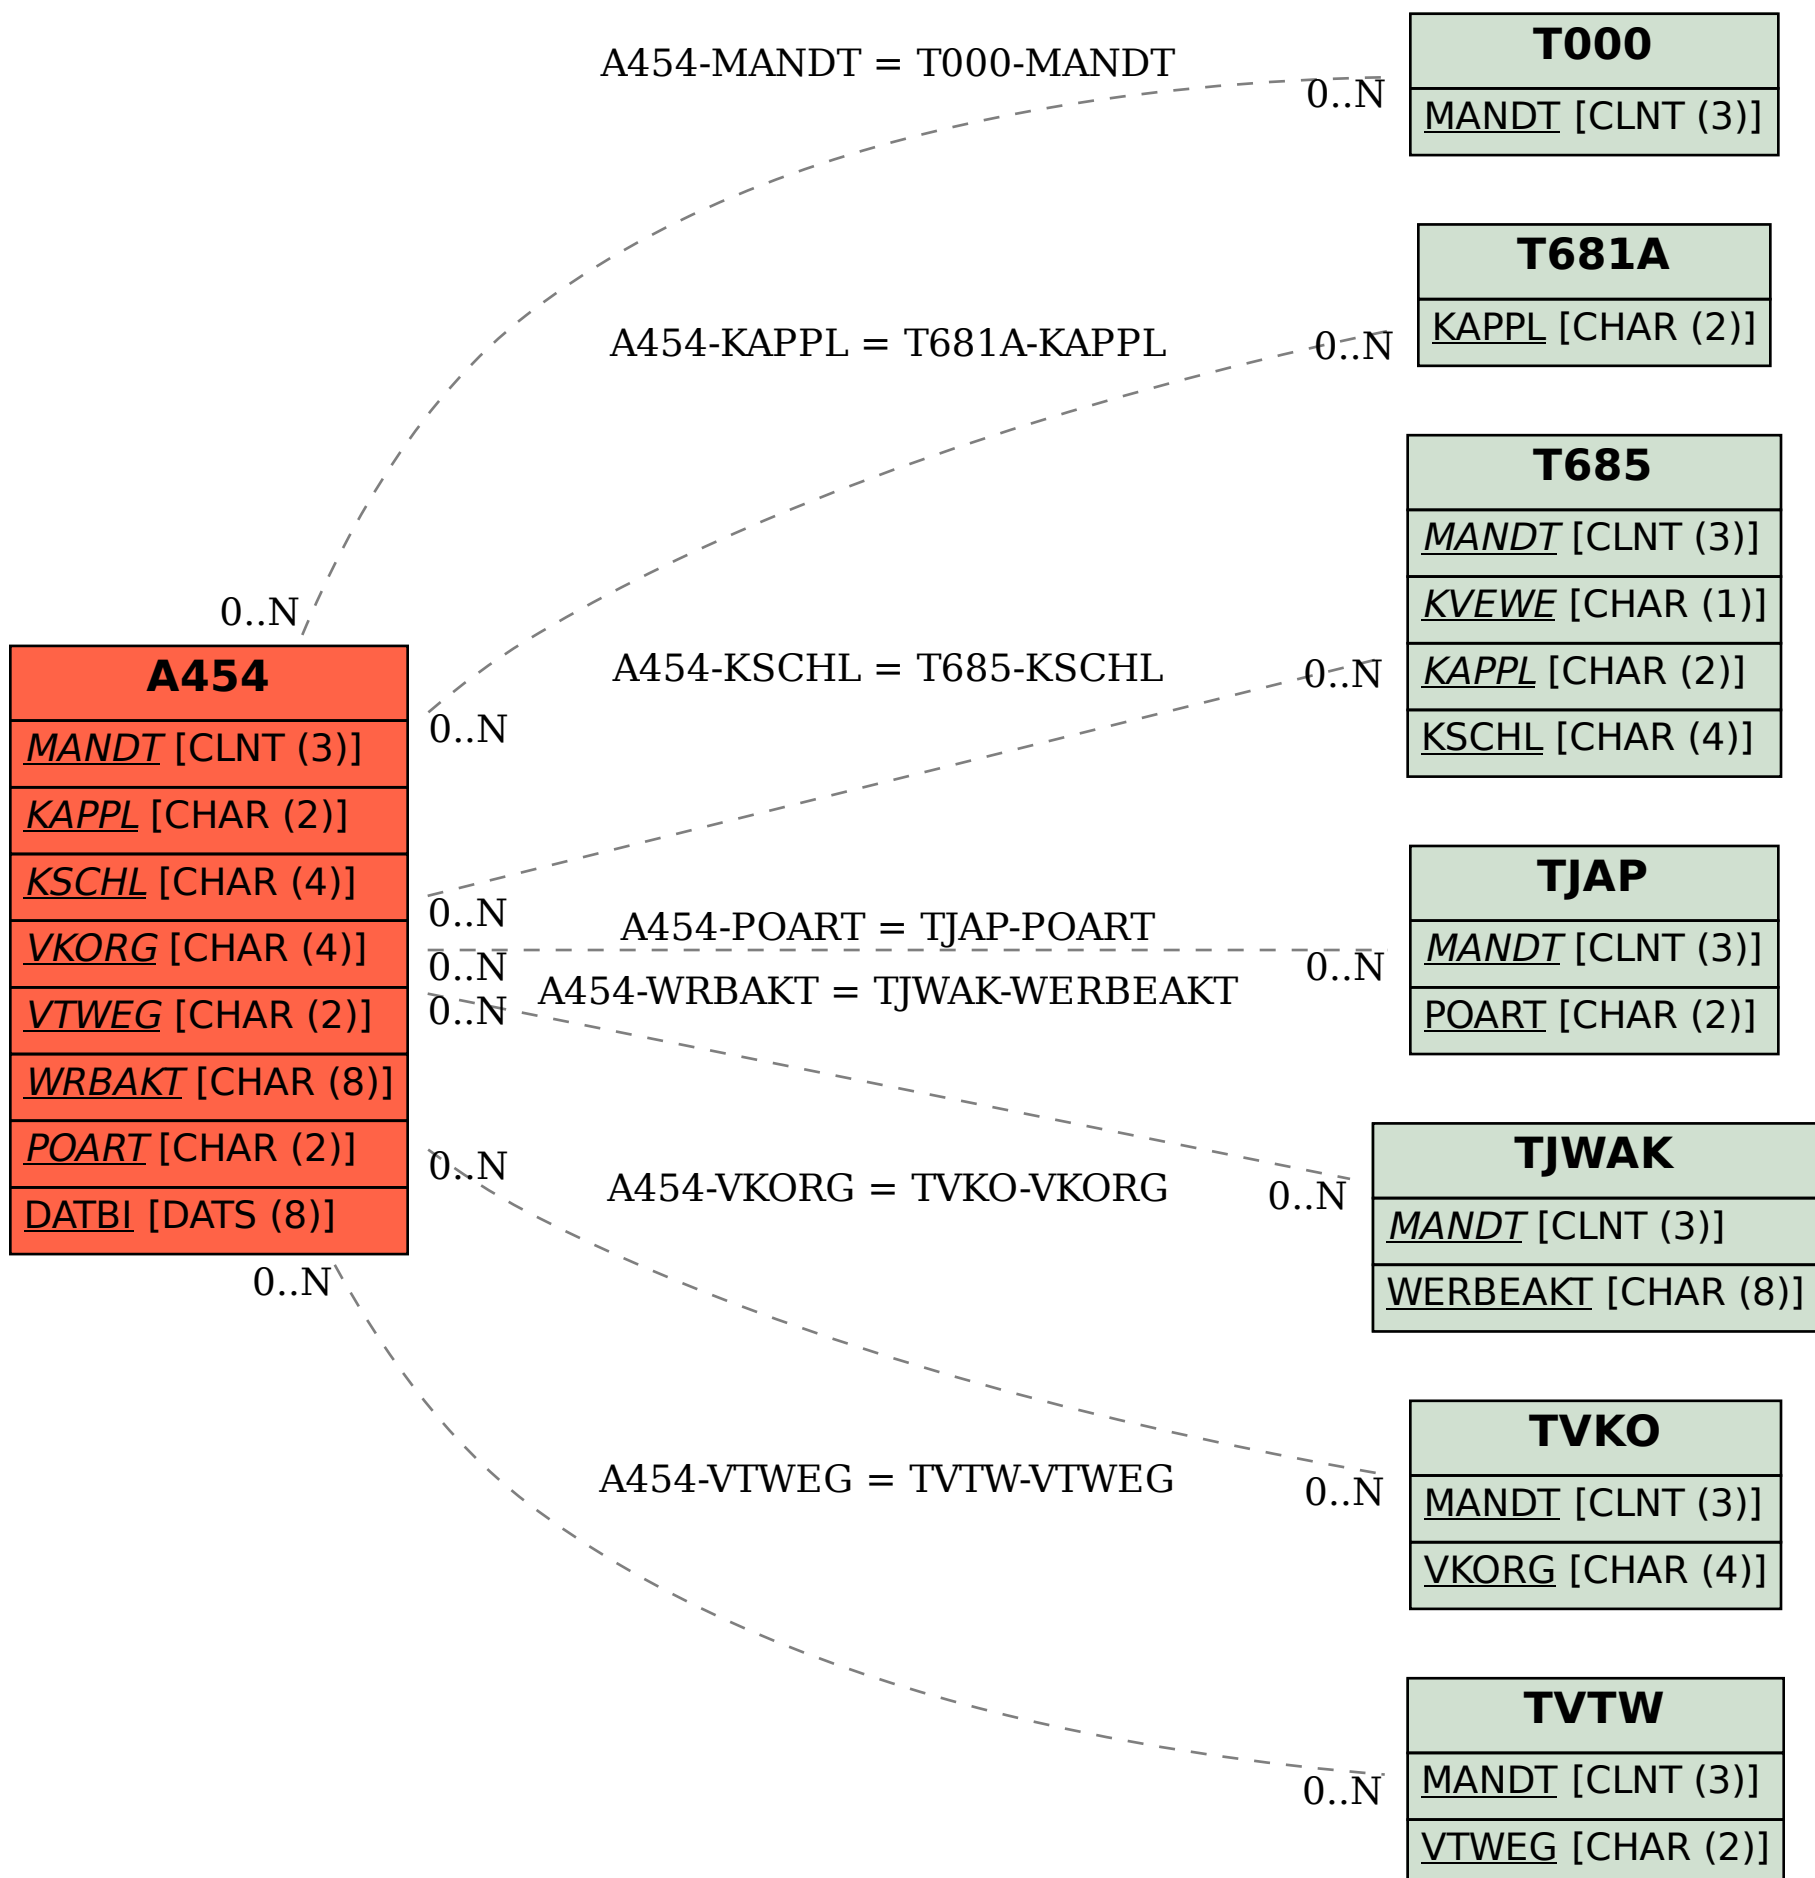 A454-MANDT = T000-MANDT
0..N
0..N
T000
MANDT [CLNT (3)]
A454-KAPPL = T681A-KAPPL
0..N
0..N
T681A
KAPPL [CHAR (2)]
A454-KSCHL = T685-KSCHL
0..N
0..N
T685
MANDT [CLNT (3)]
KVEWE [CHAR (1)]
KAPPL [CHAR (2)]
KSCHL [CHAR (4)]
A454
MANDT [CLNT (3)]
KAPPL [CHAR (2)]
KSCHL [CHAR (4)]
VKORG [CHAR (4)]
VTWEG [CHAR (2)]
WRBAKT [CHAR (8)]
POART [CHAR (2)]
DATBI [DATS (8)]
A454-POART = TJAP-POART
0..N
0..N
TJAP
MANDT [CLNT (3)]
POART [CHAR (2)]
A454-WRBAKT = TJWAK-WERBEAKT
0..N
0..N
TJWAK
MANDT [CLNT (3)]
WERBEAKT [CHAR (8)]
A454-VKORG = TVKO-VKORG
0..N
0..N
TVKO
MANDT [CLNT (3)]
VKORG [CHAR (4)]
A454-VTWEG = TVTW-VTWEG
0..N
0..N
TVTW
MANDT [CLNT (3)]
VTWEG [CHAR (2)]